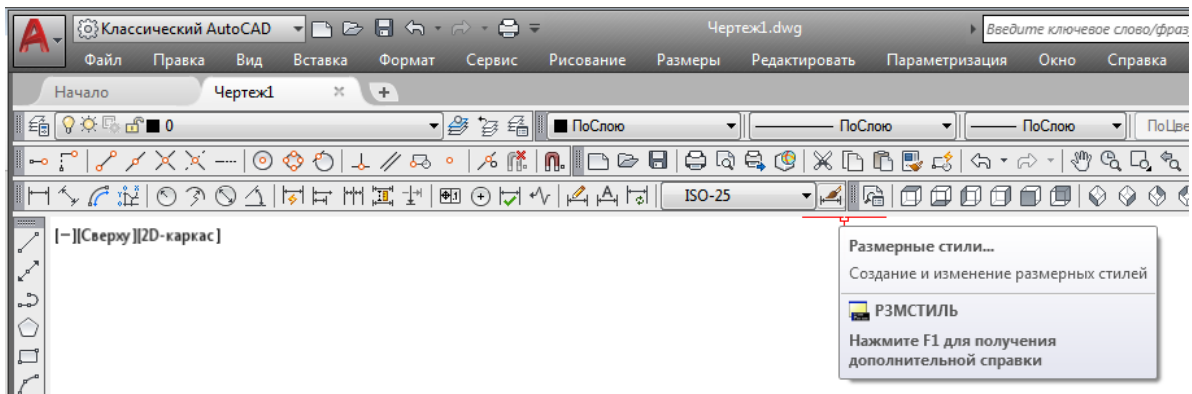 Классический AutoCAD
Чертеж1.dwg
Введите ключевое слово/фраз
Файл Правка Вид Вставка Формат Сервис Рисование Размеры Редактировать Параметризация Окно Справка
Начало Чертеж1
0 ПоСлою ПоСлою ПоСлою ПоЦве
ISO-25
[−][Сверху][2D-каркас]
Размерные стили...
Создание и изменение размерных стилей
РЗМСТИЛЬ
Нажмите F1 для получения
дополнительной справки